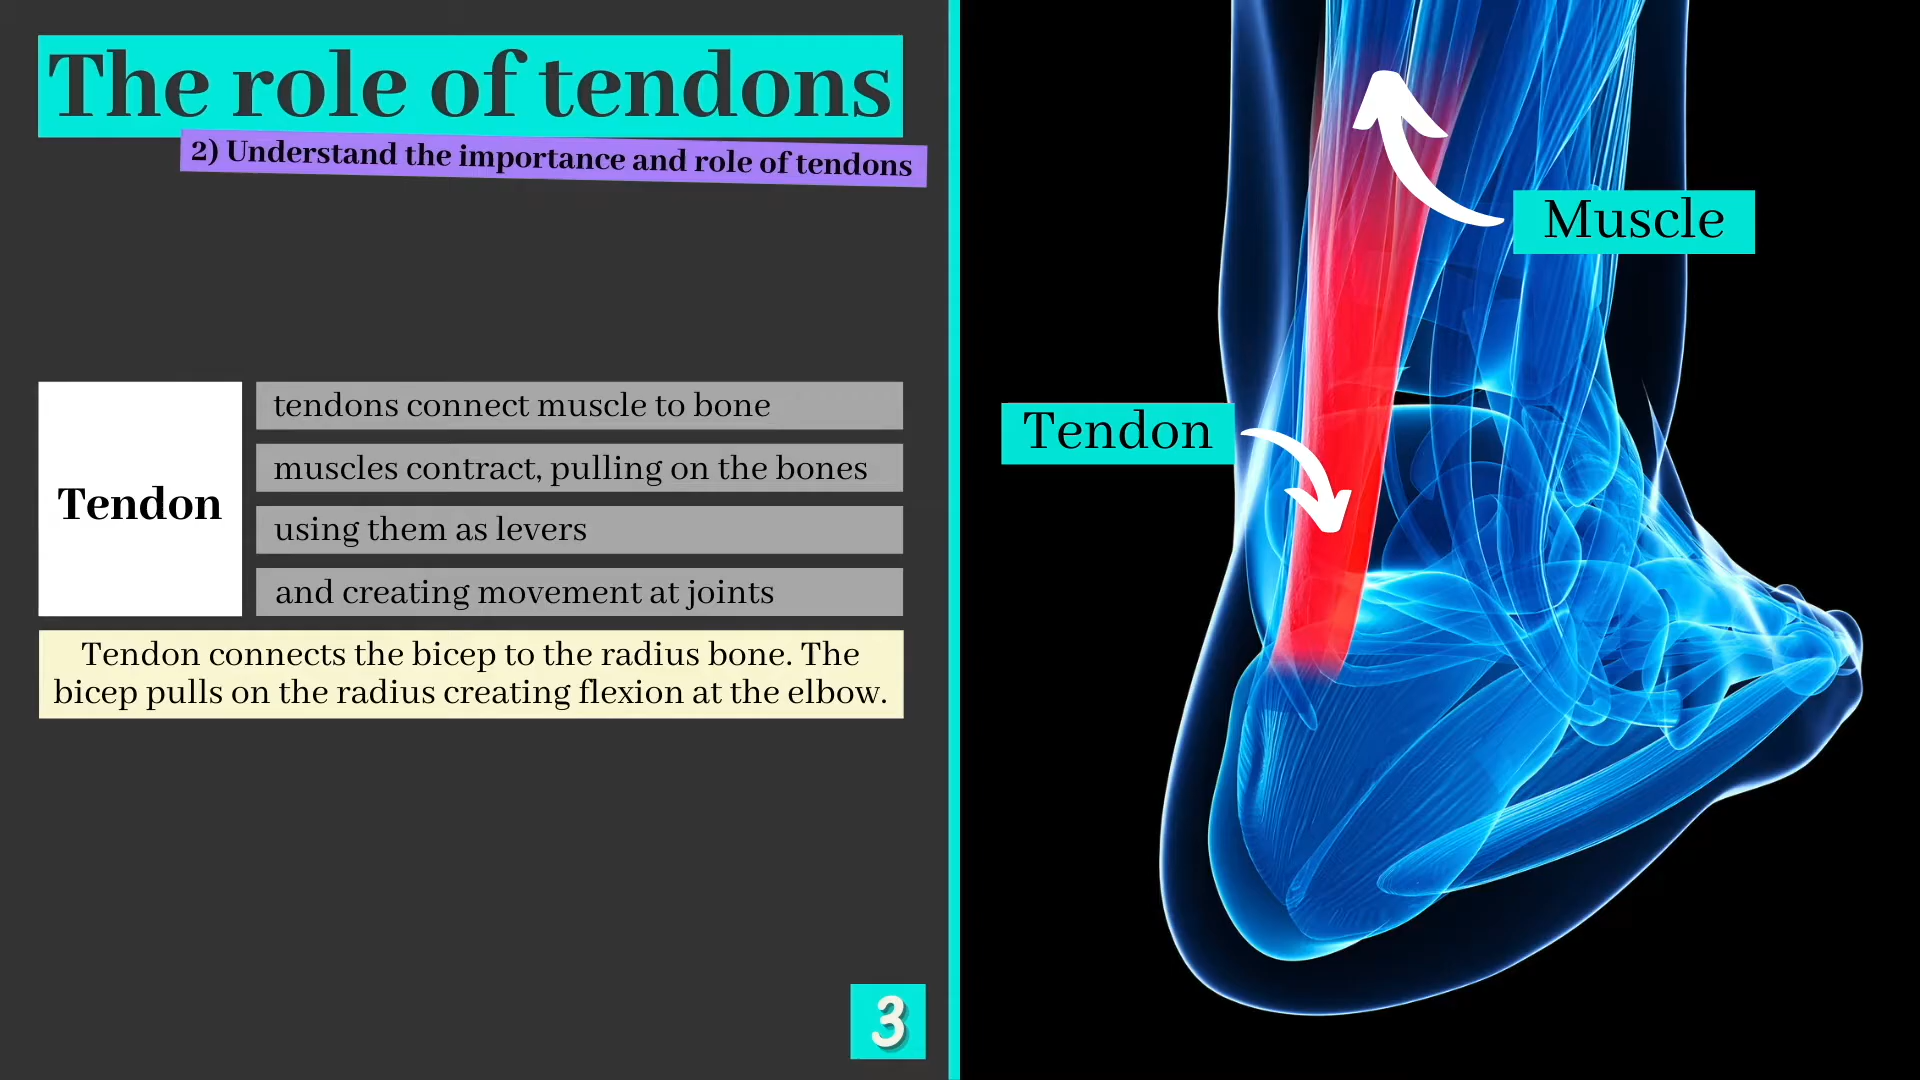 The role of tendons
2) Understand the importance and role of tendons
Tendon
tendons connect muscle to bone
muscles contract, pulling on the bones
using them as levers
and creating movement at joints
Tendon connects the bicep to the radius bone. The
bicep pulls on the radius creating flexion at the elbow.
3
Muscle
Tendon